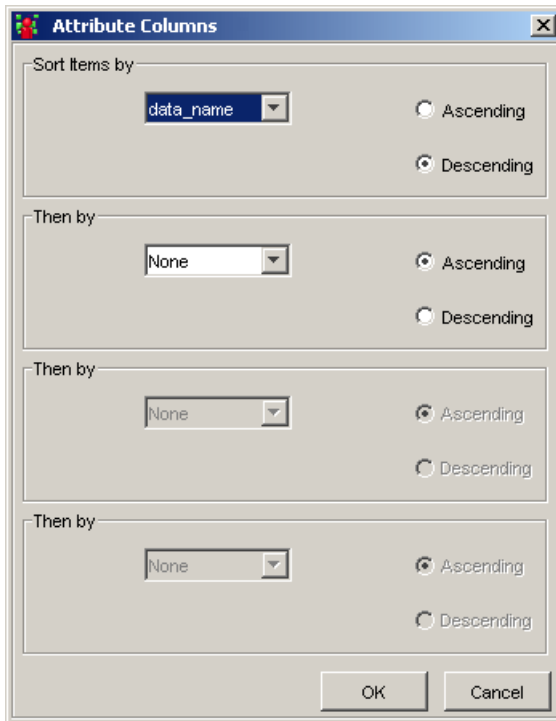 Attribute Columns
Sort Items by
data_name
Ascending
Descending
Then by
None
Ascending
Descending
Then by
None
Ascending
Descending
Then by
None
Ascending
Descending
OK
Cancel